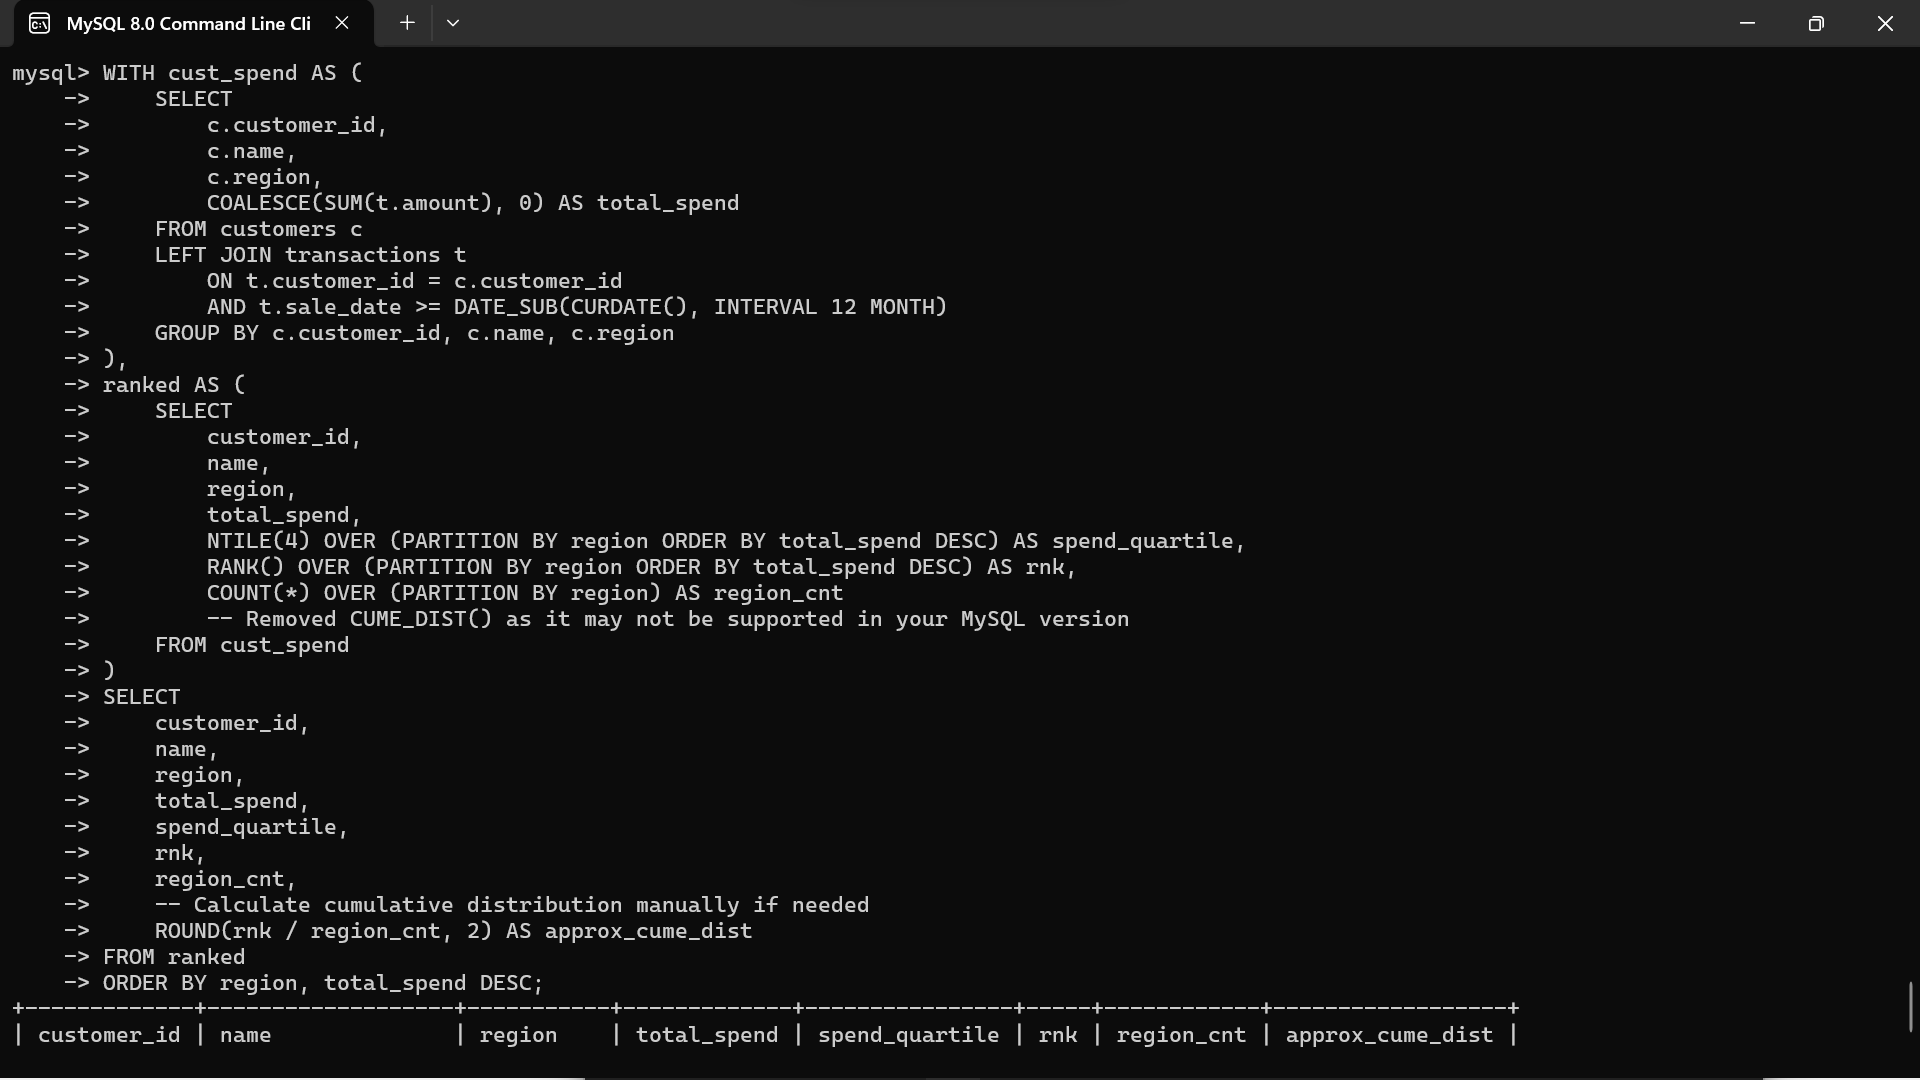 MySQL 8.0 Command Line Cli
mysql> WITH cust_spend AS (
    ->     SELECT
    ->         c.customer_id,
    ->         c.name,
    ->         c.region,
    ->         COALESCE(SUM(t.amount), 0) AS total_spend
    ->     FROM customers c
    ->     LEFT JOIN transactions t
    ->         ON t.customer_id = c.customer_id
    ->         AND t.sale_date >= DATE_SUB(CURDATE(), INTERVAL 12 MONTH)
    ->     GROUP BY c.customer_id, c.name, c.region
    -> ),
    -> ranked AS (
    ->     SELECT
    ->         customer_id,
    ->         name,
    ->         region,
    ->         total_spend,
    ->         NTILE(4) OVER (PARTITION BY region ORDER BY total_spend DESC) AS spend_quartile,
    ->         RANK() OVER (PARTITION BY region ORDER BY total_spend DESC) AS rnk,
    ->         COUNT(*) OVER (PARTITION BY region) AS region_cnt
    ->         -- Removed CUME_DIST() as it may not be supported in your MySQL version
    ->     FROM cust_spend
    -> )
    -> SELECT
    ->     customer_id,
    ->     name,
    ->     region,
    ->     total_spend,
    ->     spend_quartile,
    ->     rnk,
    ->     region_cnt,
    ->     -- Calculate cumulative distribution manually if needed
    ->     ROUND(rnk / region_cnt, 2) AS approx_cume_dist
    -> FROM ranked
    -> ORDER BY region, total_spend DESC;
+-------------+-------------------+-----------+-------------+----------------+-----+------------+------------------+
| customer_id | name              | region    | total_spend | spend_quartile | rnk | region_cnt | approx_cume_dist |